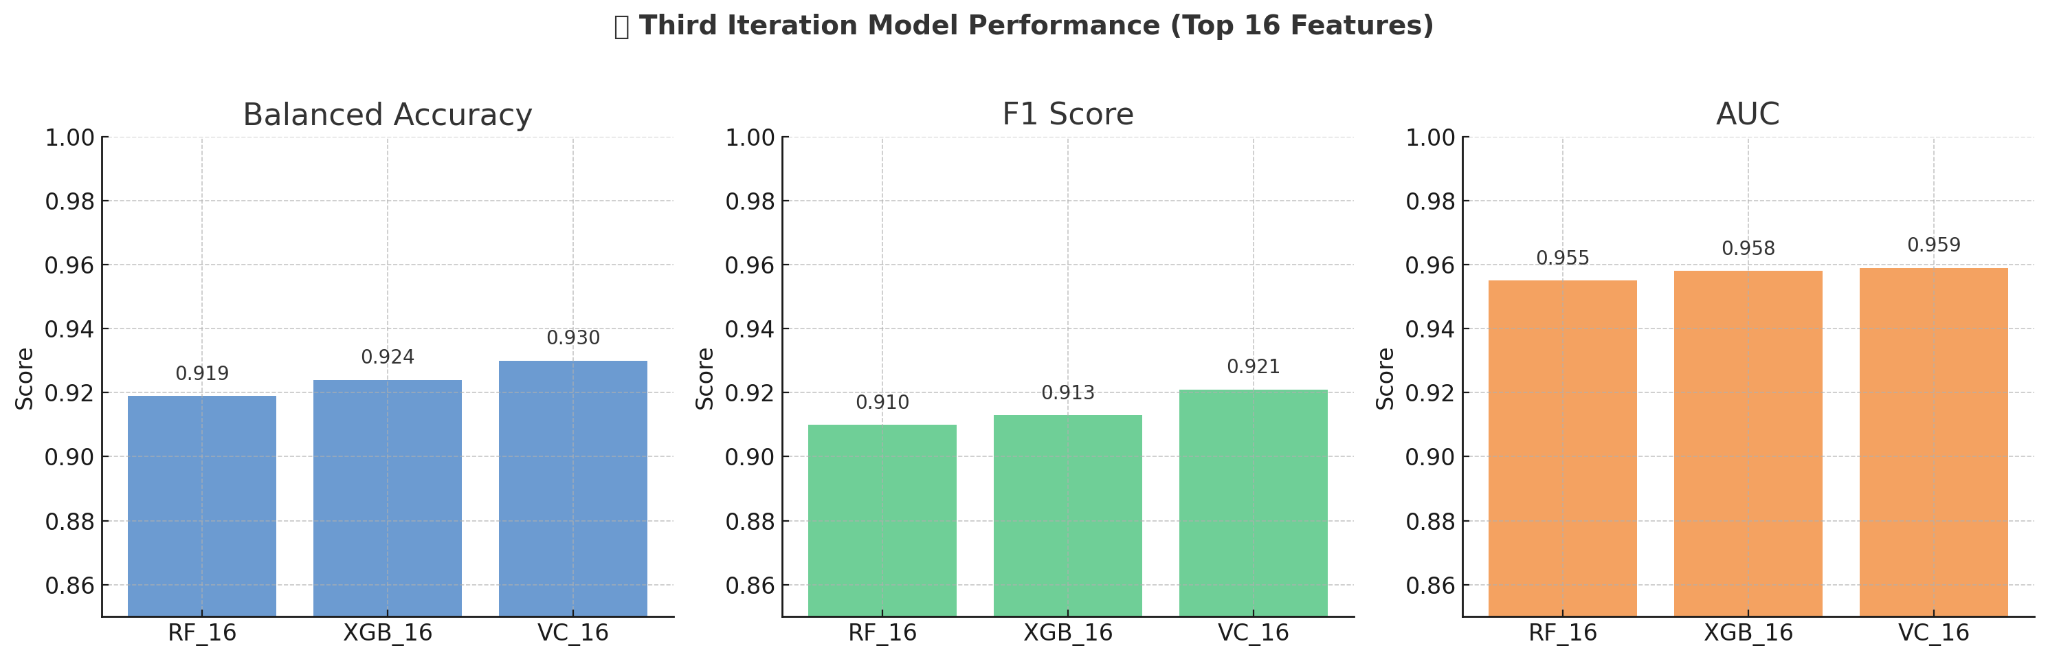 Third Iteration Model Performance (Top 16 Features)
Balanced Accuracy
Score
1.00
0.98
0.96
0.94
0.92
0.90
0.88
0.86
0.919
0.924
0.930
RF_16
XGB_16
VC_16
F1 Score
Score
1.00
0.98
0.96
0.94
0.92
0.90
0.88
0.86
0.910
0.913
0.921
RF_16
XGB_16
VC_16
AUC
Score
1.00
0.98
0.96
0.94
0.92
0.90
0.88
0.86
0.955
0.958
0.959
RF_16
XGB_16
VC_16